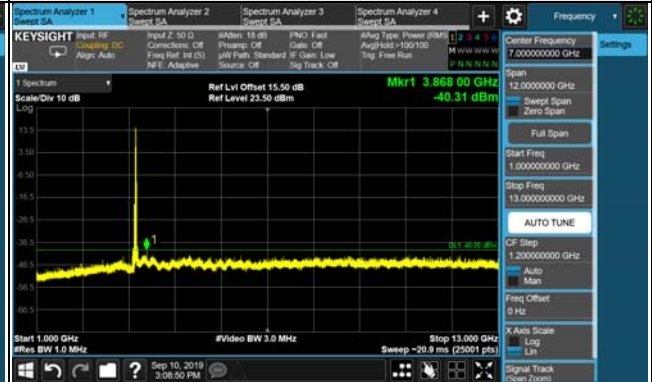 Spectrum Analyzer 1
Swept SA
Spectrum Analyzer 2
Swept SA
Spectrum Analyzer 3
Swept SA
Spectrum Analyzer 4
Swept SA
+
Frequency
KEYSIGHT
Input: RF
Coupling: DC
Align: Auto
Input Z: 50 Ω
Corrections: Off
Freq Ref: Int (S)
NFE: Adaptive
#Atten: 18 dB
Preamp: Off
µW Path: Standard
Source: Off
PNO: Fast
Gate: Off
IF Gain: Low
Sig Track: Off
#Avg Type: Power (RMS)
Avg|Hold:>100/100
Trig: Free Run
1 2 3 4 5 6
M W W W W W
P N N N N N
LXI
1 Spectrum
Scale/Div 10 dB
Log
Ref Lvl Offset 15.50 dB
Ref Level 23.50 dBm
Mkr1 3.868 00 GHz
-40.31 dBm
13.5
3.50
-6.50
-16.5
-26.5
-36.5
-46.5
-56.5
-66.5
1
DL1 -40.00 dBm
Start 1.000 GHz
#Res BW 1.0 MHz
#Video BW 3.0 MHz
Stop 13.000 GHz
Sweep ~20.9 ms (25001 pts)
Sep 10, 2019
3:08:50 PM
Center Frequency
7.000000000 GHz
Settings
Span
12.0000000 GHz
Swept Span
Zero Span
Full Span
Start Freq
1.000000000 GHz
Stop Freq
13.000000000 GHz
AUTO TUNE
CF Step
1.200000000 GHz
Auto
Man
Freq Offset
0 Hz
X Axis Scale
Log
Lin
Signal Track
(Span Zoom)